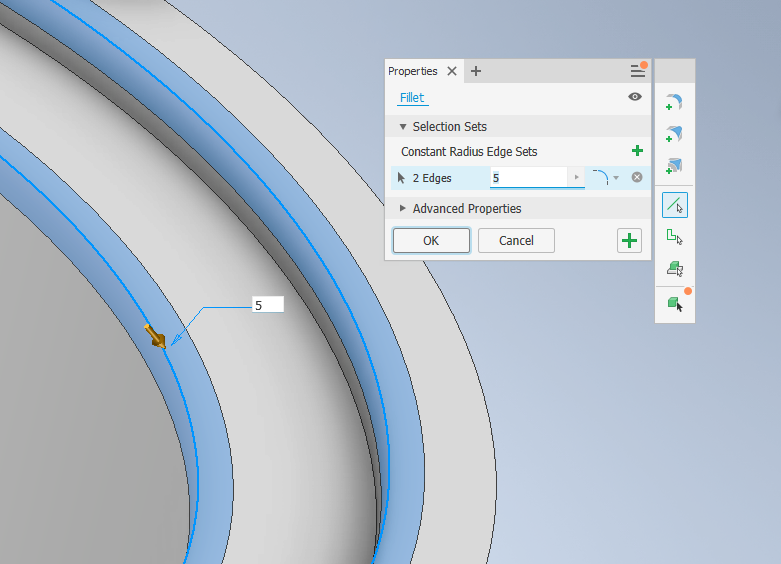 Properties
Fillet
Selection Sets
Constant Radius Edge Sets
2 Edges 5
Advanced Properties
OK Cancel
5